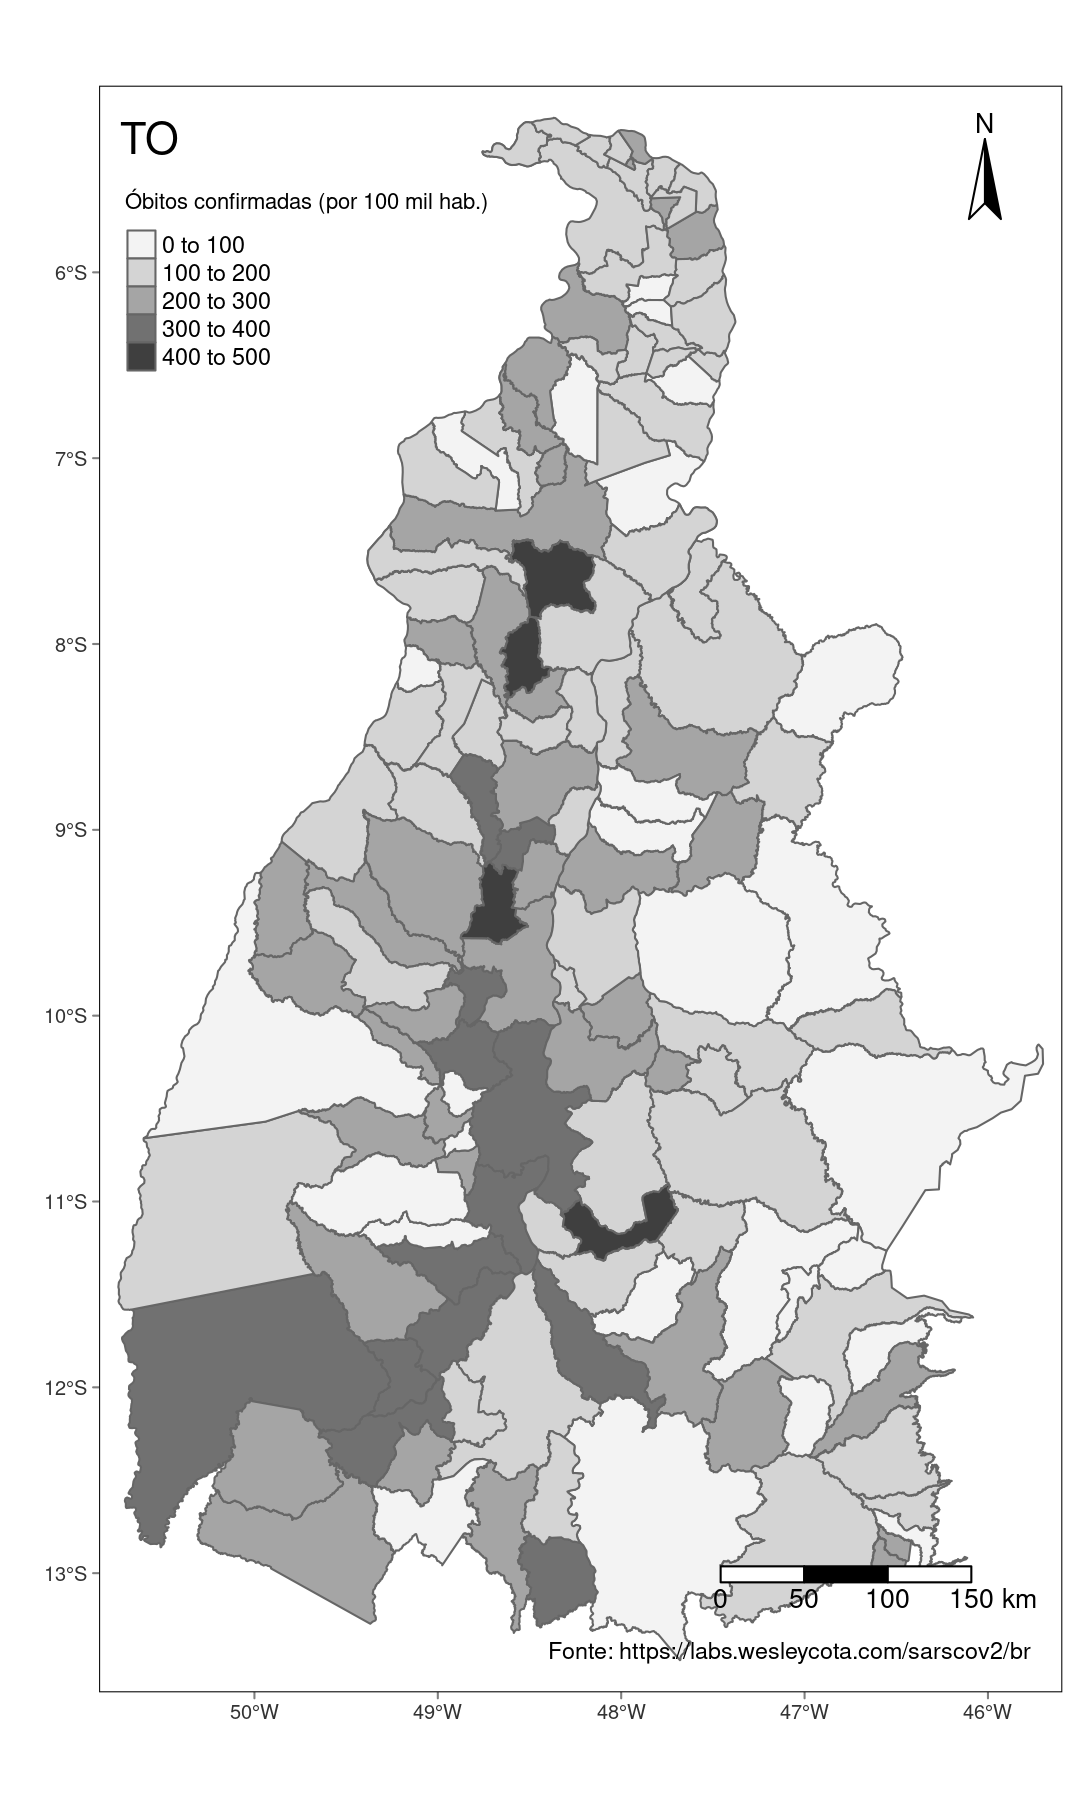 TO
N
Óbitos confirmadas (por 100 mil hab.)
0 to 100
100 to 200
200 to 300
300 to 400
400 to 500
6°S
7°S
8°S
9°S
10°S
11°S
12°S
13°S
0 50 100 150 km
Fonte: https://labs.wesleycota.com/sarscov2/br
50°W 49°W 48°W 47°W 46°W